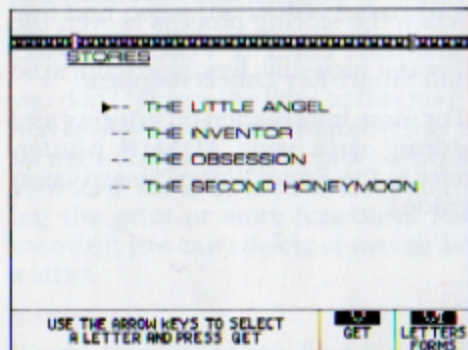 STORES
THE LITTLE ANGEL
THE INVENTOR
THE OBSESSION
THE SECOND HONEYMOON
USE THE ARROW KEYS TO SELECT
A LETTER AND PRESS GET
GET
LETTERS
FORMS